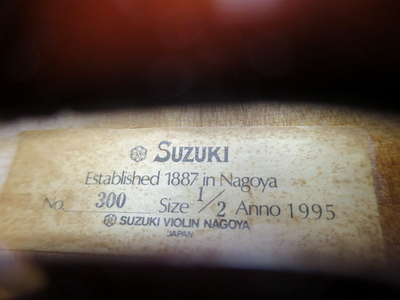 SUZUKI
Established 1887 in Nagoya
No. 300 Size 1/2 Anno 1995
SUZUKI VIOLIN NAGOYA
JAPAN